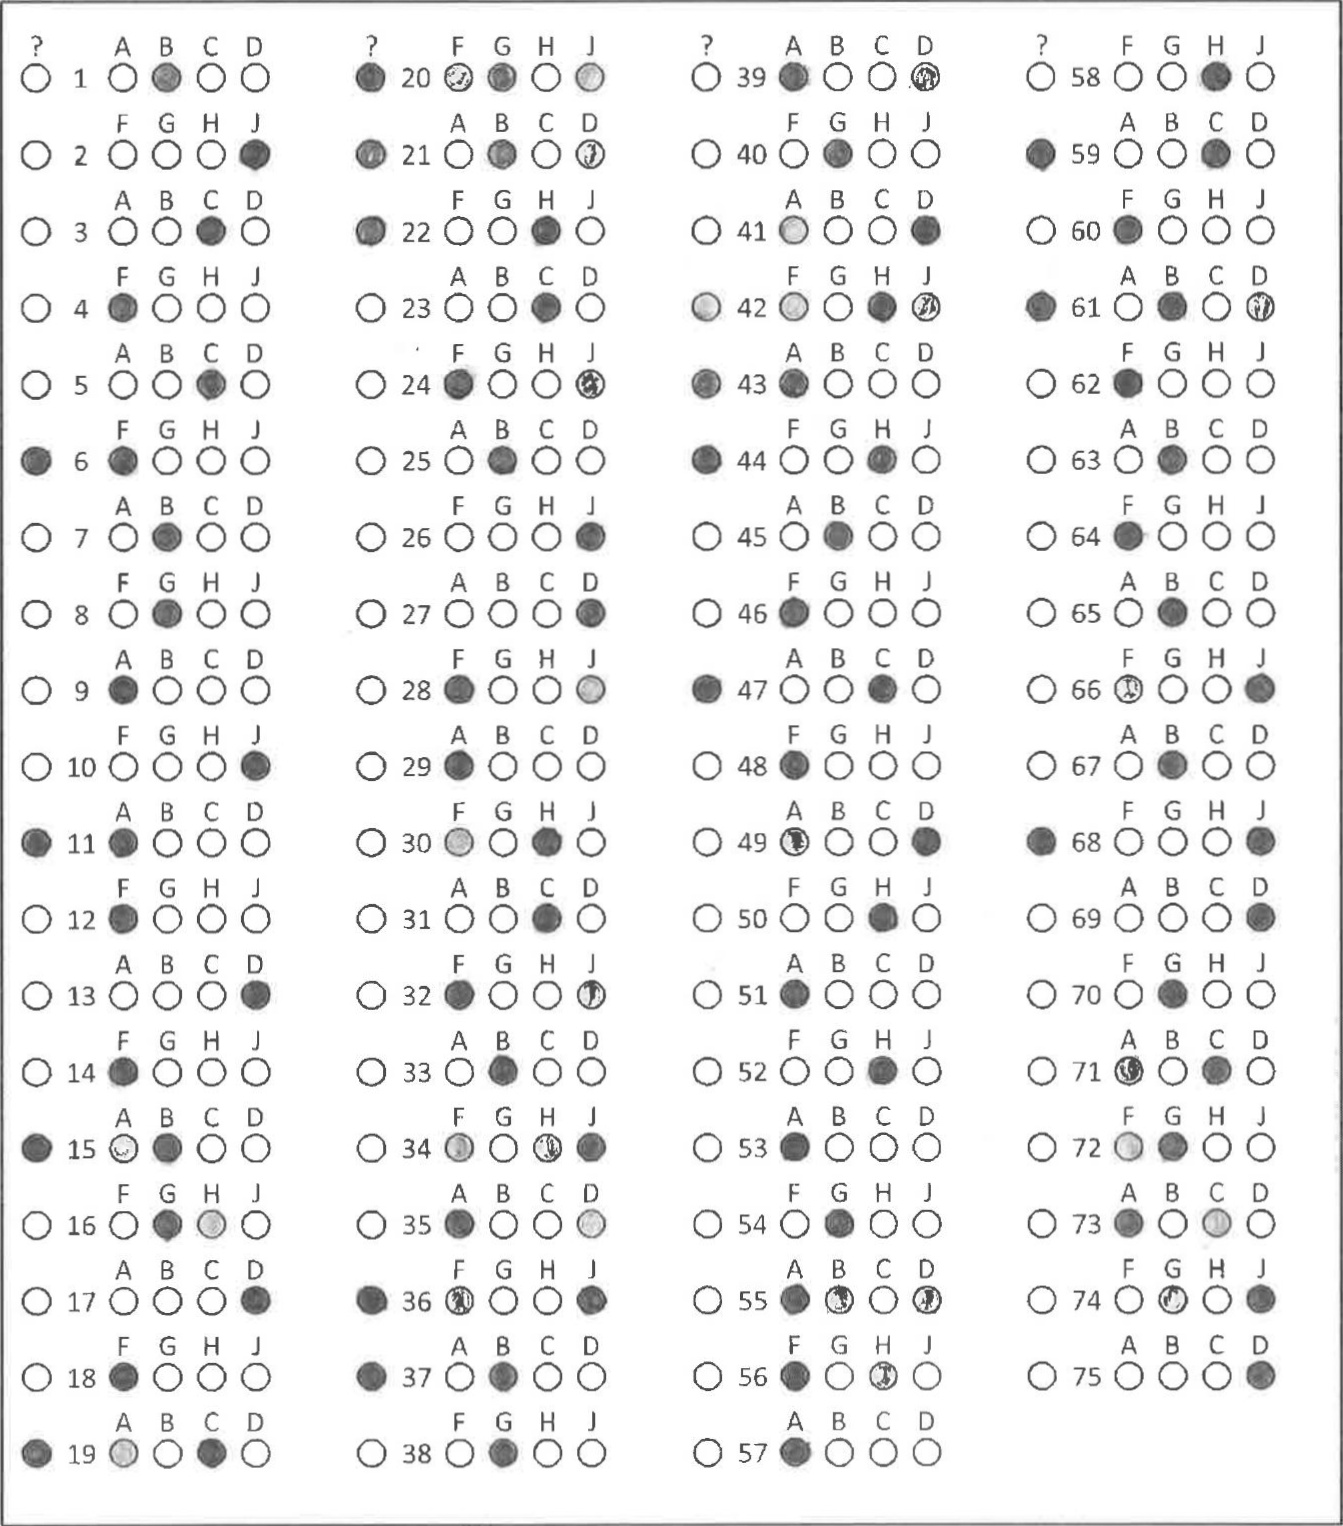 ? A B C D
1
F G H J
2
A B C D
3
F G H J
4
A B C D
5
F G H J
6
A B C D
7
F G H J
8
A B C D
9
F G H J
10
A B C D
11
F G H J
12
A B C D
13
F G H J
14
A B C D
15
F G H J
16
A B C D
17
F G H J
18
A B C D
19
? F G H J
20
A B C D
21
F G H J
22
A B C D
23
F G H J
24
A B C D
25
F G H J
26
A B C D
27
F G H J
28
A B C D
29
F G H J
30
A B C D
31
F G H J
32
A B C D
33
F G H J
34
A B C D
35
F G H J
36
A B C D
37
F G H J
38
? A B C D
39
F G H J
40
A B C D
41
F G H J
42
A B C D
43
F G H J
44
A B C D
45
F G H J
46
A B C D
47
F G H J
48
A B C D
49
F G H J
50
A B C D
51
F G H J
52
A B C D
53
F G H J
54
A B C D
55
F G H J
56
A B C D
57
? F G H J
58
A B C D
59
F G H J
60
A B C D
61
F G H J
62
A B C D
63
F G H J
64
A B C D
65
F G H J
66
A B C D
67
F G H J
68
A B C D
69
F G H J
70
A B C D
71
F G H J
72
A B C D
73
F G H J
74
A B C D
75